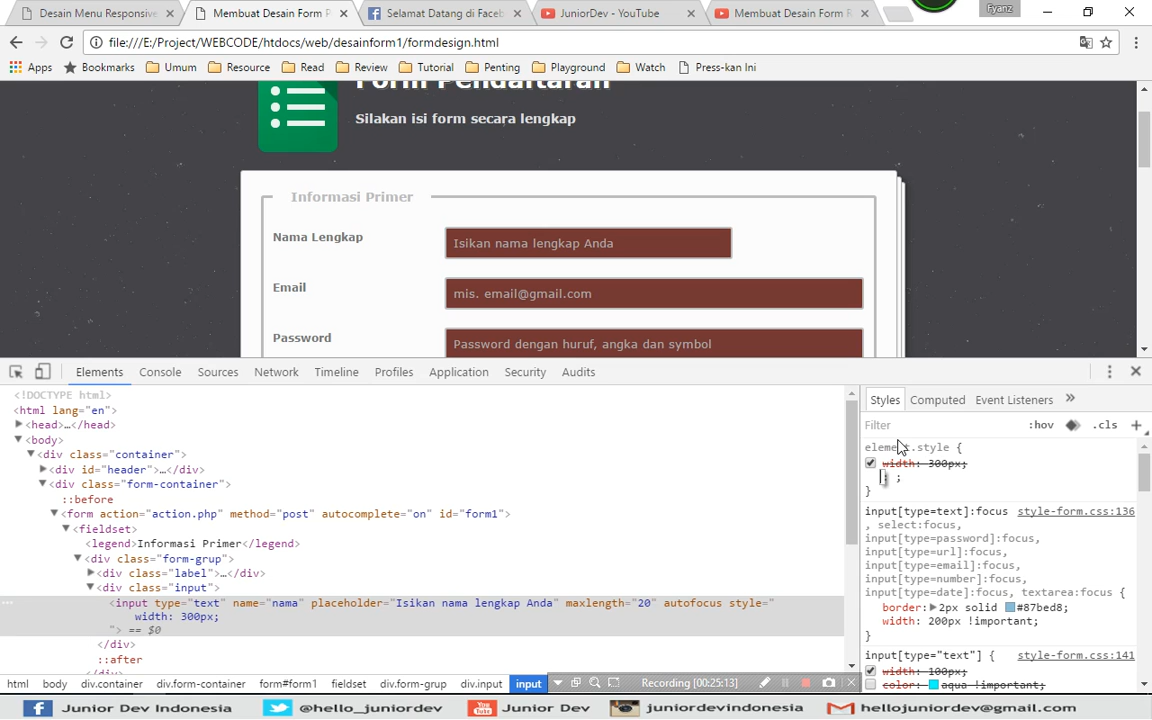 Desain Menu Responsive
Membuat Desain Form P
Selamat Datang di Faceb
JuniorDev - YouTube
Membuat Desain Form R
Fyanz
file:///E:/Project/WEBCODE/htdocs/web/desainform1/formdesign.html
Apps Bookmarks Umum Resource Read Review Tutorial Penting Playground Watch Press-kan Ini
Form Pendaftaran
Silakan isi form secara lengkap
Informasi Primer
Nama Lengkap
Isikan nama lengkap Anda
Email
mis. email@gmail.com
Password
Password dengan huruf, angka dan symbol
Elements Console Sources Network Timeline Profiles Application Security Audits
<!DOCTYPE html>
<html lang="en">
<head>…</head>
<body>
<div class="container">
<div id="header">…</div>
<div class="form-container">
::before
<form action="action.php" method="post" autocomplete="on" id="form1">
<fieldset>
<legend>Informasi Primer</legend>
<div class="form-grup">
<div class="label">…</div>
<div class="input">
<input type="text" name="nama" placeholder="Isikan nama lengkap Anda" maxlength="20" autofocus style="
width: 300px;
"> == $0
</div>
::after
html body div.container div.form-container form#form1 fieldset div.form-grup div.input input
Recording [00:25:13]
Styles Computed Event Listeners »
Filter :hov .cls +
element.style {
width: 300px;
: ;
}
input[type=text]:focus style-form.css:136
, select:focus,
input[type=password]:focus,
input[type=url]:focus,
input[type=email]:focus,
input[type=number]:focus,
input[type=date]:focus, textarea:focus {
border: 2px solid #87bed8;
width: 200px !important;
}
input[type="text"] { style-form.css:141
width: 100px;
color: aqua !important;
Junior Dev Indonesia @hello_juniordev You Tube Junior Dev juniordevindonesia hellojuniordev@gmail.com